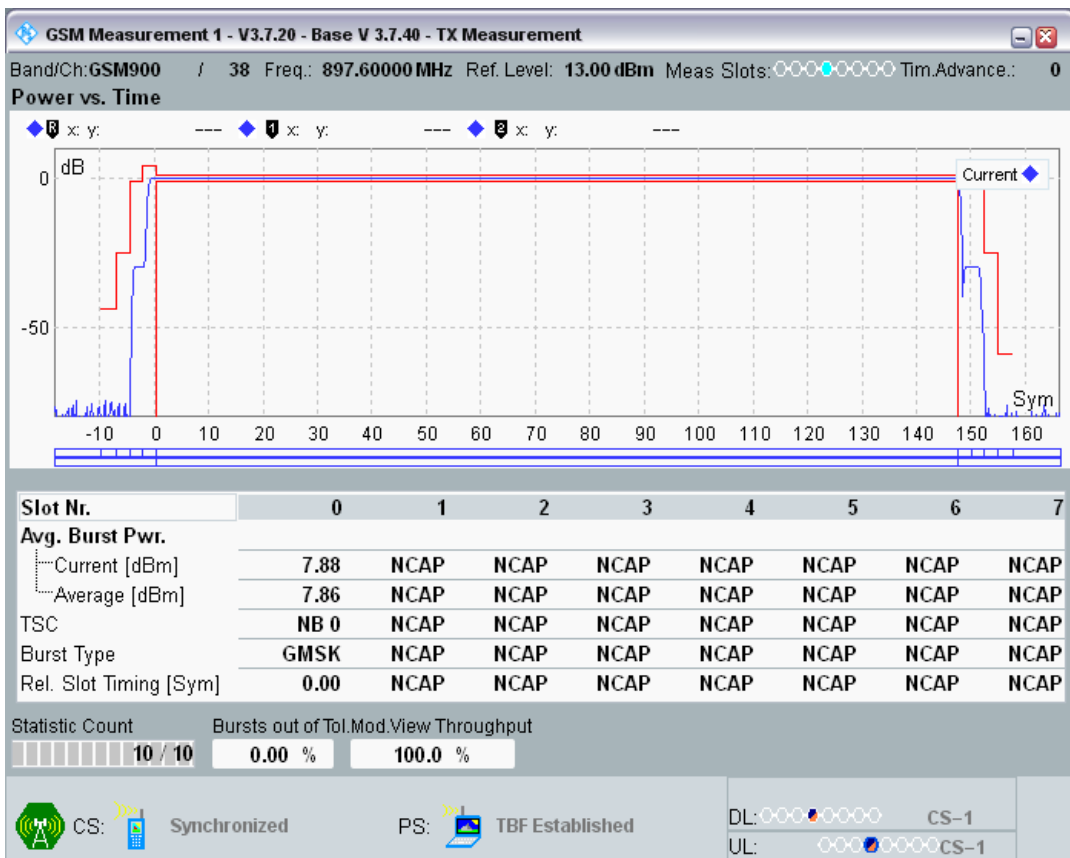 GSM Measurement 1 - V3.7.20 - Base V 3.7.40 - TX Measurement
Band/Ch:GSM900 / 38 Freq.: 897.60000 MHz Ref. Level: 13.00 dBm Meas Slots: Tim.Advance.: 0
Power vs. Time
R x: y: --- 1 x: y: --- 2 x: y: ---
dB
Current
0
-50
Sym
-10 0 10 20 30 40 50 60 70 80 90 100 110 120 130 140 150 160
Slot Nr. 0 1 2 3 4 5 6 7
Avg. Burst Pwr.
Current [dBm] 7.88 NCAP NCAP NCAP NCAP NCAP NCAP NCAP
Average [dBm] 7.86 NCAP NCAP NCAP NCAP NCAP NCAP NCAP
TSC NB 0 NCAP NCAP NCAP NCAP NCAP NCAP NCAP
Burst Type GMSK NCAP NCAP NCAP NCAP NCAP NCAP NCAP
Rel. Slot Timing [Sym] 0.00 NCAP NCAP NCAP NCAP NCAP NCAP NCAP
Statistic Count Bursts out of Tol. Mod.View Throughput
10 / 10 0.00 % 100.0 %
CS: Synchronized PS: TBF Established
DL: CS-1
UL: CS-1